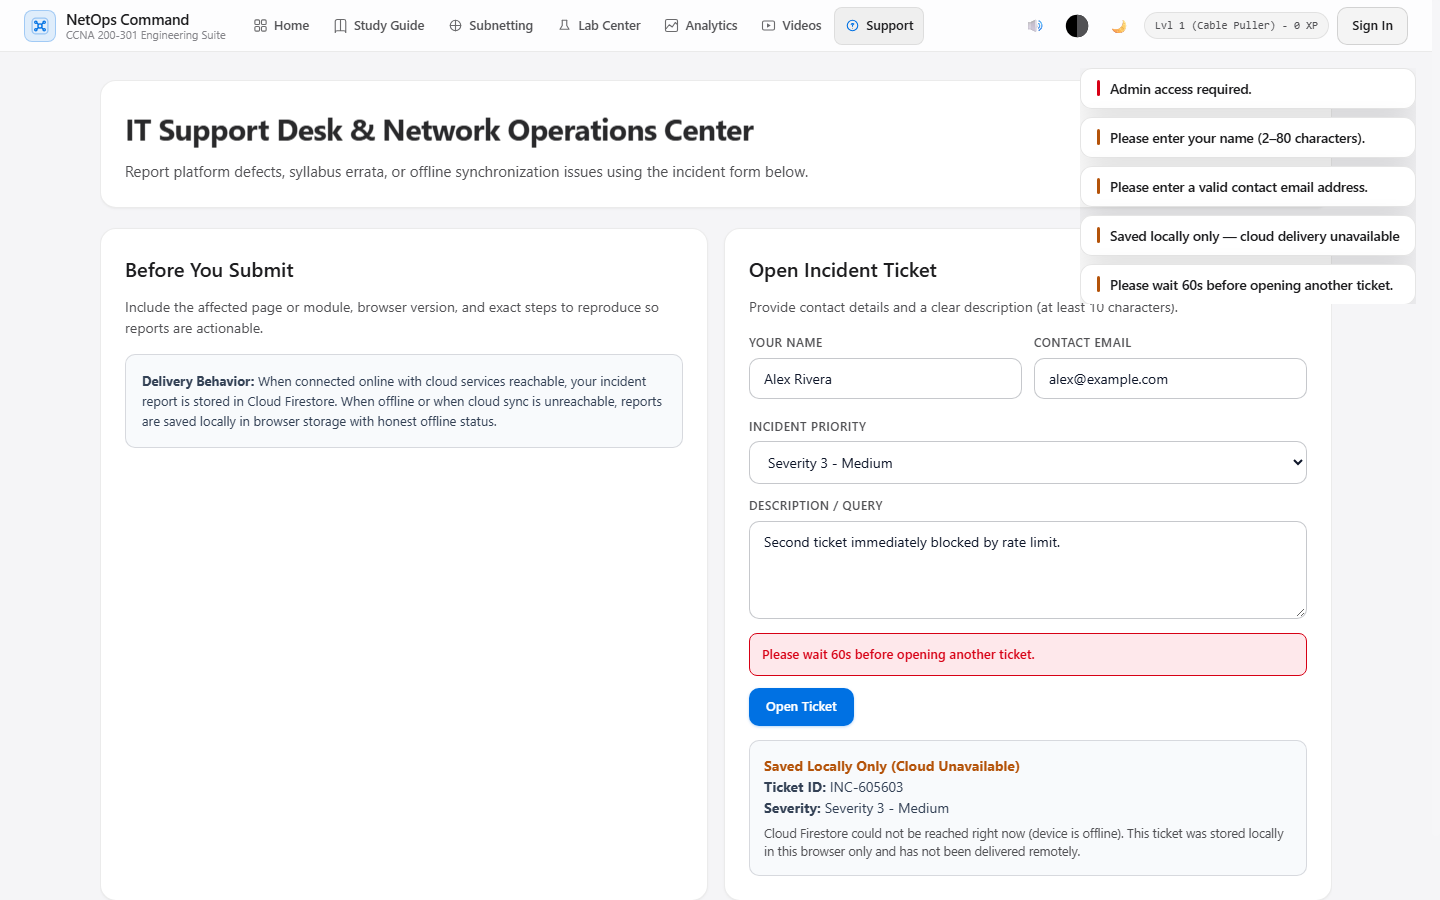 NetOps Command
CCNA 200-301 Engineering Suite
Home
Study Guide
Subnetting
Lab Center
Analytics
Videos
Support
Lvl 1 (Cable Puller) - 0 XP
Sign In
Admin access required.
Please enter your name (2–80 characters).
Please enter a valid contact email address.
Saved locally only — cloud delivery unavailable
Please wait 60s before opening another ticket.
IT Support Desk & Network Operations Center
Report platform defects, syllabus errata, or offline synchronization issues using the incident form below.
Before You Submit
Include the affected page or module, browser version, and exact steps to reproduce so
reports are actionable.
Delivery Behavior: When connected online with cloud services reachable, your incident
report is stored in Cloud Firestore. When offline or when cloud sync is unreachable, reports
are saved locally in browser storage with honest offline status.
Open Incident Ticket
Provide contact details and a clear description (at least 10 characters).
YOUR NAME
CONTACT EMAIL
Alex Rivera
alex@example.com
INCIDENT PRIORITY
Severity 3 - Medium
DESCRIPTION / QUERY
Second ticket immediately blocked by rate limit.
Please wait 60s before opening another ticket.
Open Ticket
Saved Locally Only (Cloud Unavailable)
Ticket ID: INC-605603
Severity: Severity 3 - Medium
Cloud Firestore could not be reached right now (device is offline). This ticket was stored locally
in this browser only and has not been delivered remotely.